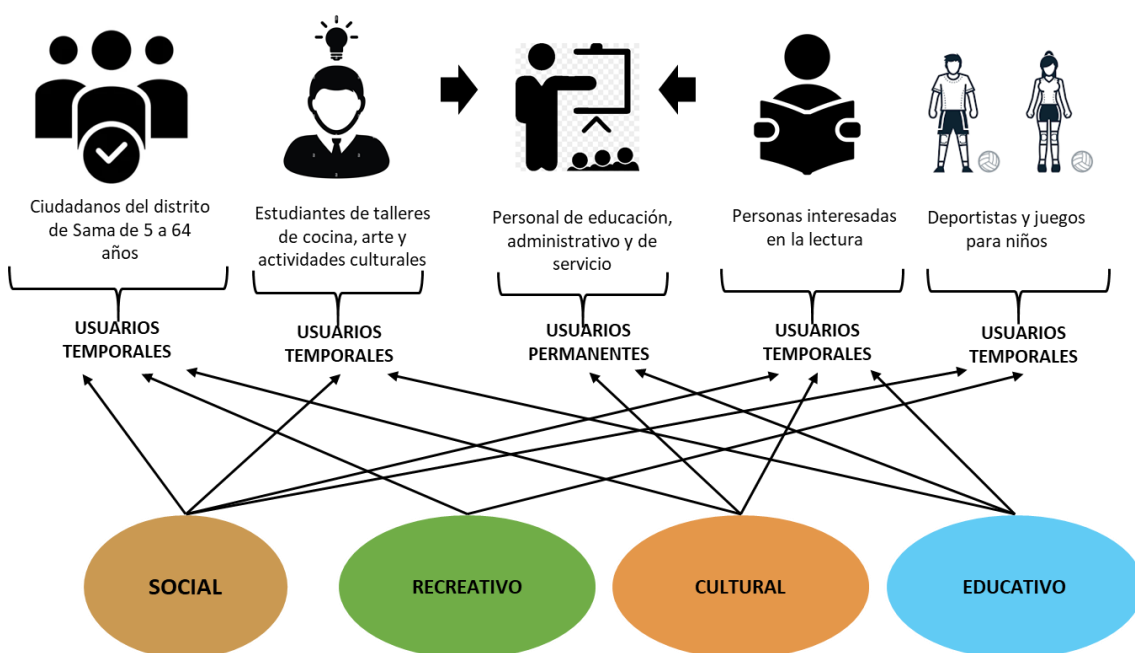 Ciudadanos del distrito
de Sama de 5 a 64
años
Estudiantes de talleres
de cocina, arte y
actividades culturales
Personal de educación,
administrativo y de
servicio
Personas interesadas
en la lectura
Deportistas y juegos
para niños
USUARIOS
TEMPORALES
USUARIOS
TEMPORALES
USUARIOS
PERMANENTES
USUARIOS
TEMPORALES
USUARIOS
TEMPORALES
SOCIAL
RECREATIVO
CULTURAL
EDUCATIVO